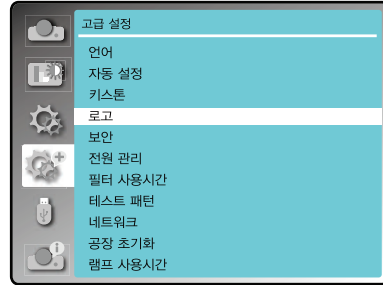 고급 설정
언어
자동 설정
키스톤
로고
보안
전원 관리
필터 사용시간
테스트 패턴
네트워크
공장 초기화
램프 사용시간